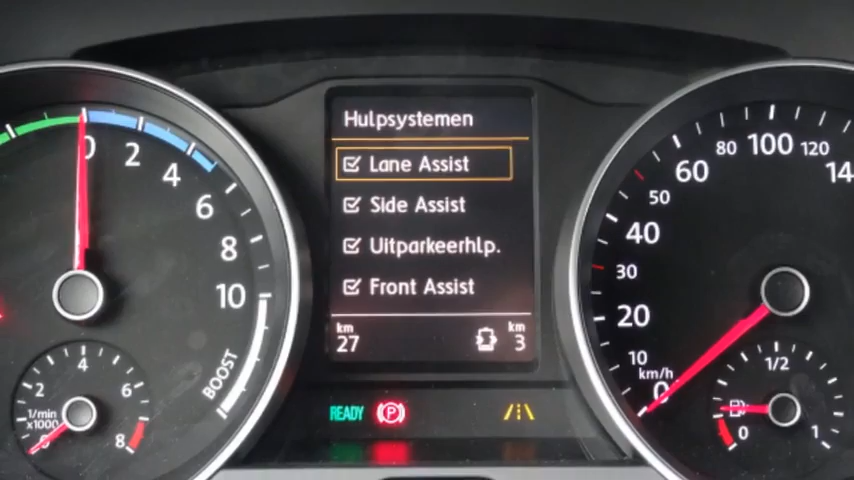 Hulpsystemen
Lane Assist
Side Assist
Uitparkeerhlp.
Front Assist
km
27
km
3
READY
P
0
2
4
6
8
10
BOOST
2
4
6
8
1/min
x1000
0
10
20
30
40
50
60
80
100
120
14
km/h
0
1/2
1